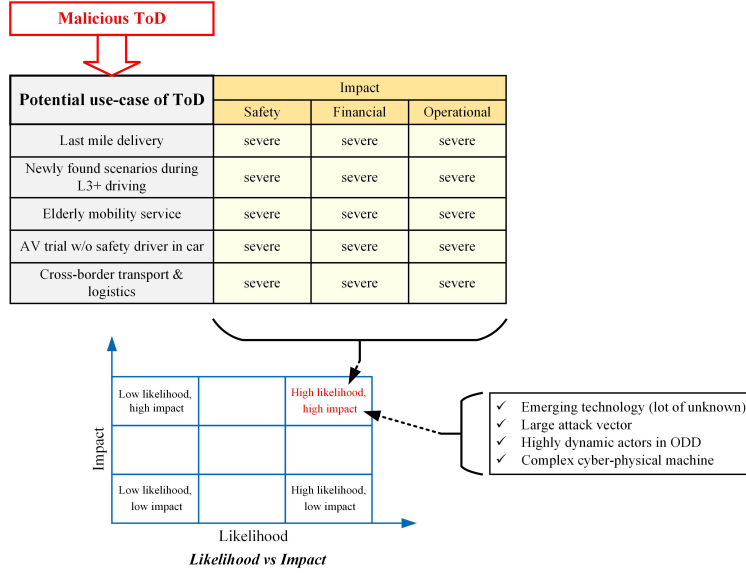 Malicious ToD
Potential use-case of ToD
Impact
Safety Financial Operational
Last mile delivery severe severe severe
Newly found scenarios during
L3+ driving severe severe severe
Elderly mobility service severe severe severe
AV trial w/o safety driver in car severe severe severe
Cross-border transport &
logistics severe severe severe
Low likelihood,
high impact
High likelihood,
high impact
Low likelihood,
low impact
High likelihood,
low impact
Impact
Likelihood
Likelihood vs Impact
✓ Emerging technology (lot of unknown)
✓ Large attack vector
✓ Highly dynamic actors in ODD
✓ Complex cyber-physical machine